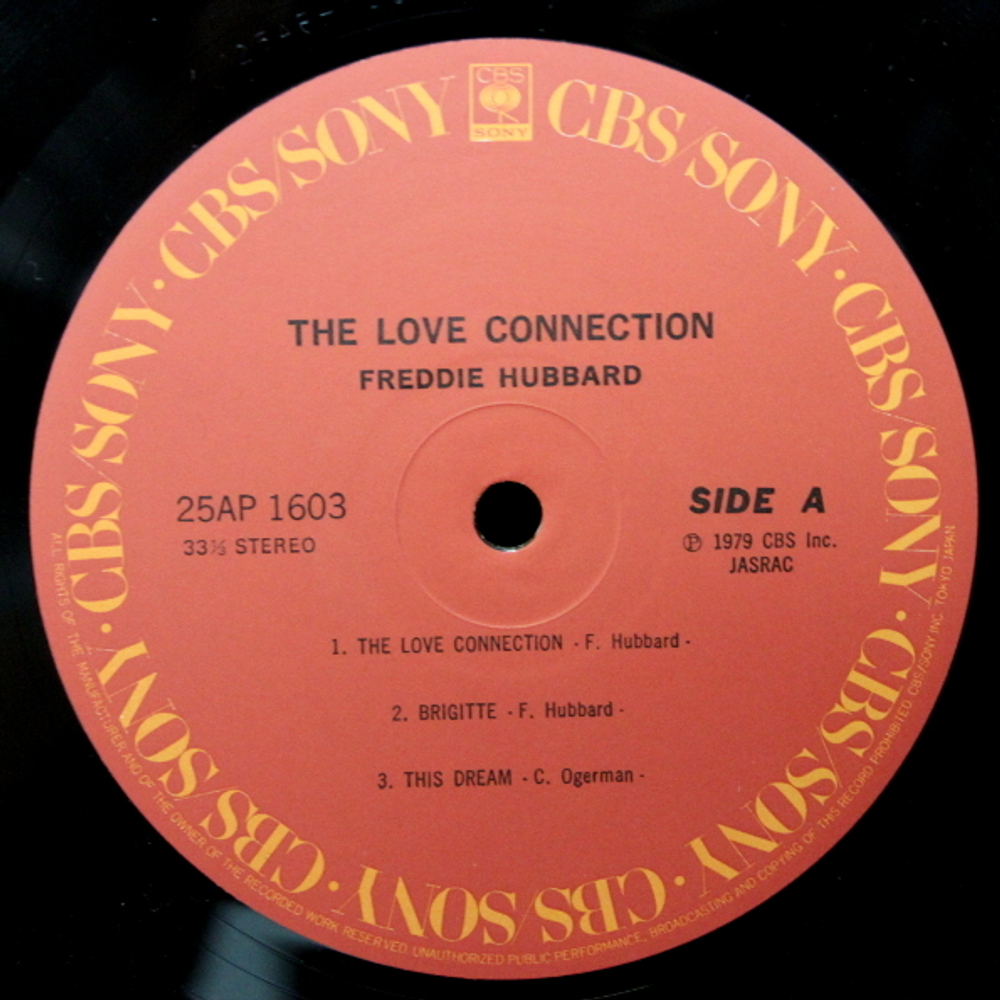 CBS
SONY
CBS/SONY · CBS/SONY · CBS/SONY · CBS/SONY · CBS/SONY · CBS/SONY · CBS/SONY
THE LOVE CONNECTION
FREDDIE HUBBARD
25AP 1603
33⅓ STEREO
SIDE A
Ⓟ 1979 CBS Inc.
JASRAC
1. THE LOVE CONNECTION - F. Hubbard -
2. BRIGITTE - F. Hubbard -
3. THIS DREAM - C. Ogerman -
ALL RIGHTS OF THE MANUFACTURER AND OF THE OWNER OF THE RECORDED WORK RESERVED. UNAUTHORIZED PUBLIC PERFORMANCE, BROADCASTING AND COPYING OF THIS RECORD PROHIBITED CBS/SONY INC. TOKYO JAPAN